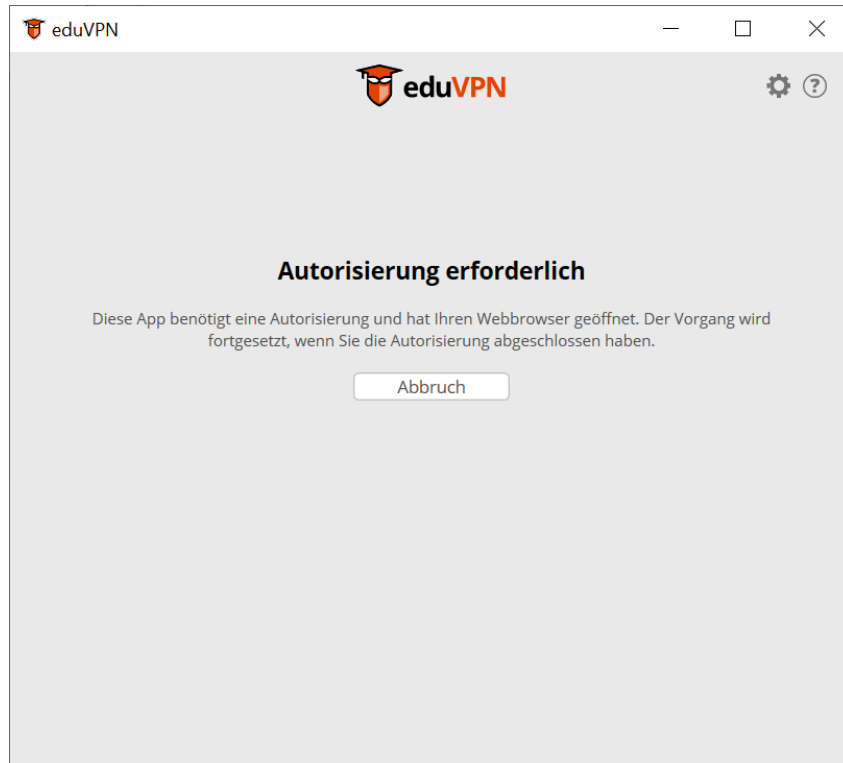 eduVPN
eduVPN
Autorisierung erforderlich
Diese App benötigt eine Autorisierung und hat Ihren Webbrowser geöffnet. Der Vorgang wird
fortgesetzt, wenn Sie die Autorisierung abgeschlossen haben.
Abbruch